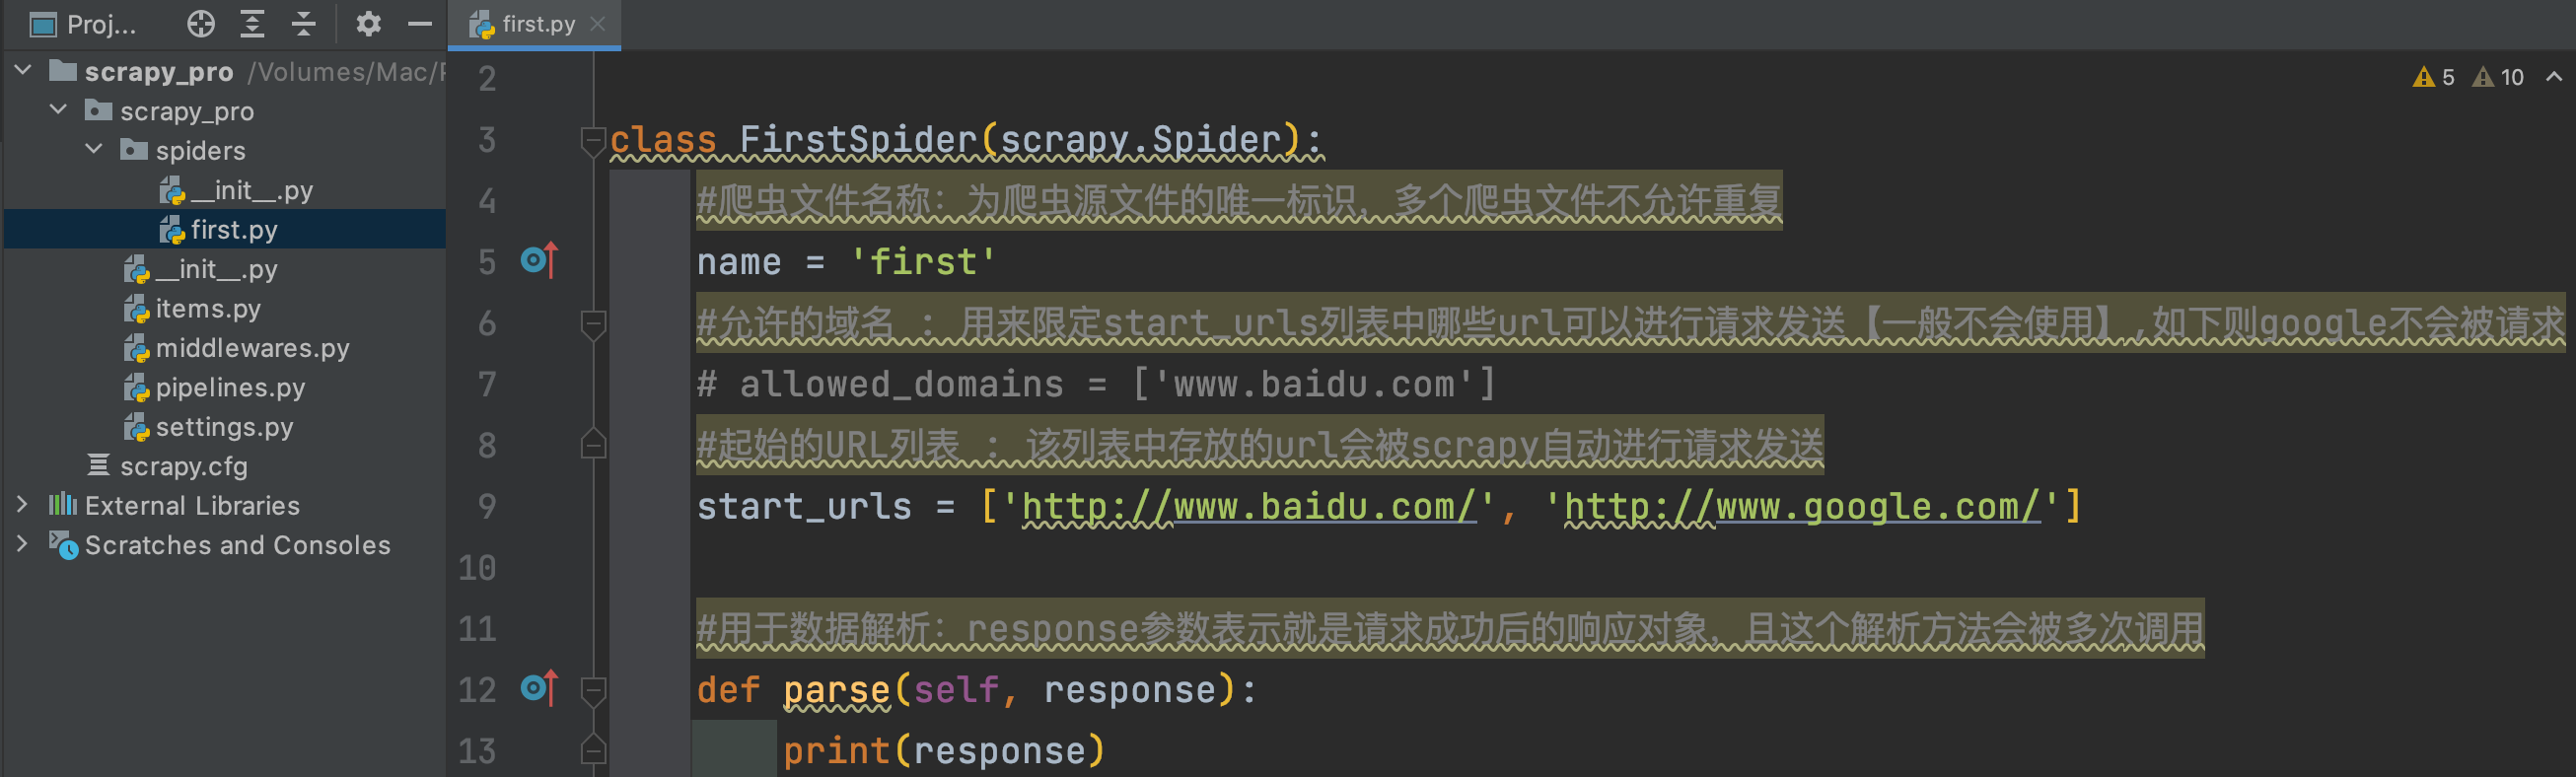 Proj...
first.py
scrapy_pro /Volumes/Mac/
scrapy_pro
spiders
__init__.py
first.py
__init__.py
items.py
middlewares.py
pipelines.py
settings.py
scrapy.cfg
External Libraries
Scratches and Consoles
5 10
2
3 class FirstSpider(scrapy.Spider):
4 #爬虫文件名称：为爬虫源文件的唯一标识，多个爬虫文件不允许重复
5 name = 'first'
6 #允许的域名 ：用来限定start_urls列表中哪些url可以进行请求发送【一般不会使用】,如下则google不会被请求
7 # allowed_domains = ['www.baidu.com']
8 #起始的URL列表 ：该列表中存放的url会被scrapy自动进行请求发送
9 start_urls = ['http://www.baidu.com/', 'http://www.google.com/']
10
11 #用于数据解析：response参数表示就是请求成功后的响应对象，且这个解析方法会被多次调用
12 def parse(self, response):
13 print(response)